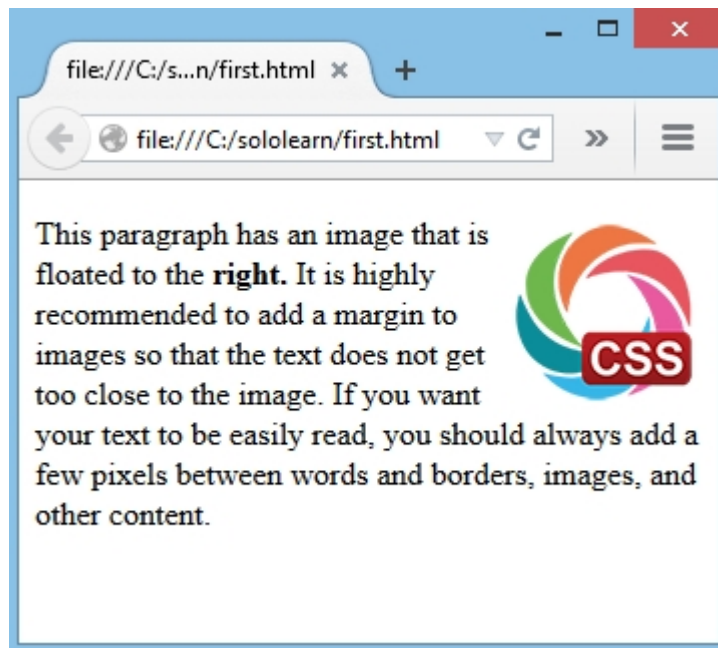 file:///C:/s...n/first.html
file:///C:/sololearn/first.html
This paragraph has an image that is
floated to the right. It is highly
recommended to add a margin to
images so that the text does not get
too close to the image. If you want
CSS
your text to be easily read, you should always add a
few pixels between words and borders, images, and
other content.